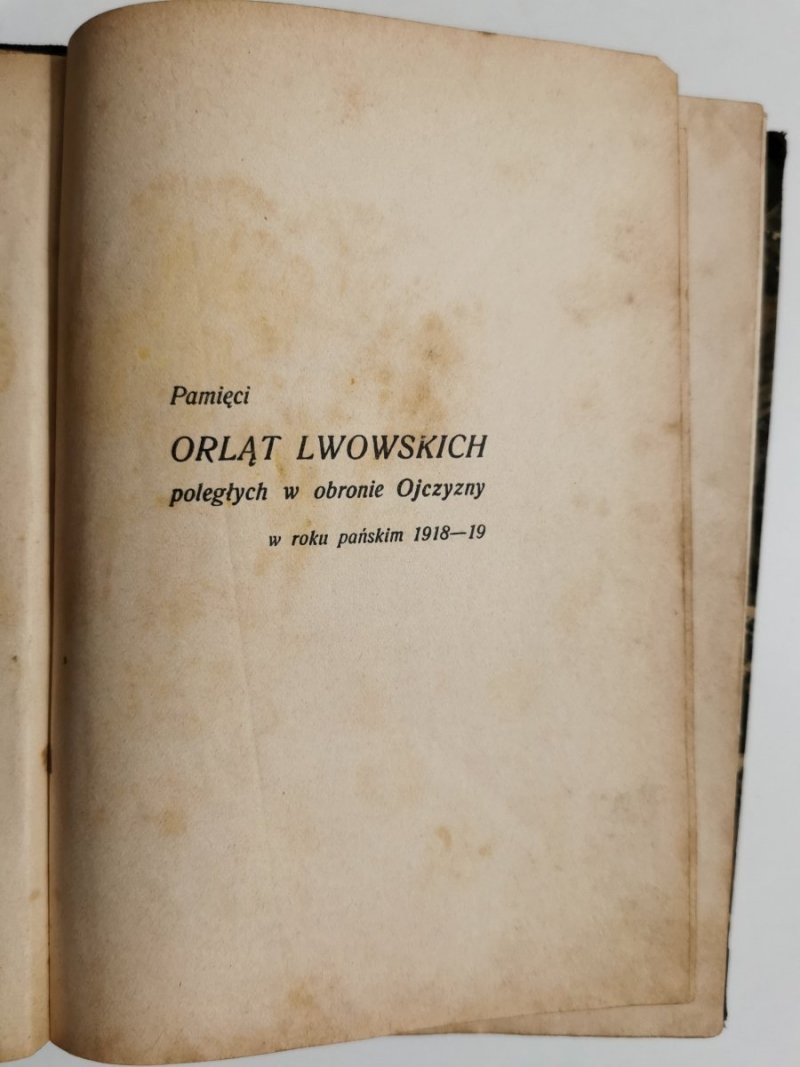 Pamięci
ORLĄT LWOWSKICH
poległych w obronie Ojczyzny
w roku pańskim 1918—19